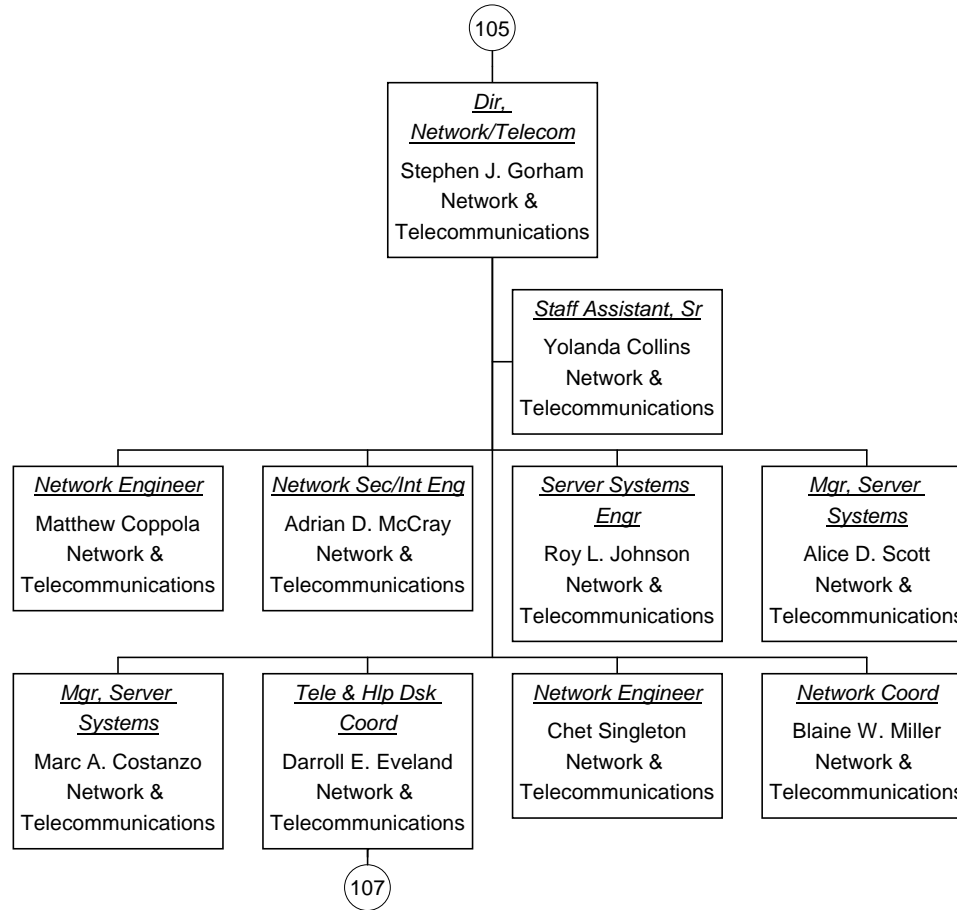 105
Dir,
Network/Telecom
Stephen J. Gorham
Network &
Telecommunications
Staff Assistant, Sr
Yolanda Collins
Network &
Telecommunications
Network Engineer
Matthew Coppola
Network &
Telecommunications
Network Sec/Int Eng
Adrian D. McCray
Network &
Telecommunications
Server Systems
Engr
Roy L. Johnson
Network &
Telecommunications
Mgr, Server
Systems
Alice D. Scott
Network &
Telecommunications
Mgr, Server
Systems
Marc A. Costanzo
Network &
Telecommunications
Tele & Hlp Dsk
Coord
Darroll E. Eveland
Network &
Telecommunications
Network Engineer
Chet Singleton
Network &
Telecommunications
Network Coord
Blaine W. Miller
Network &
Telecommunications
107